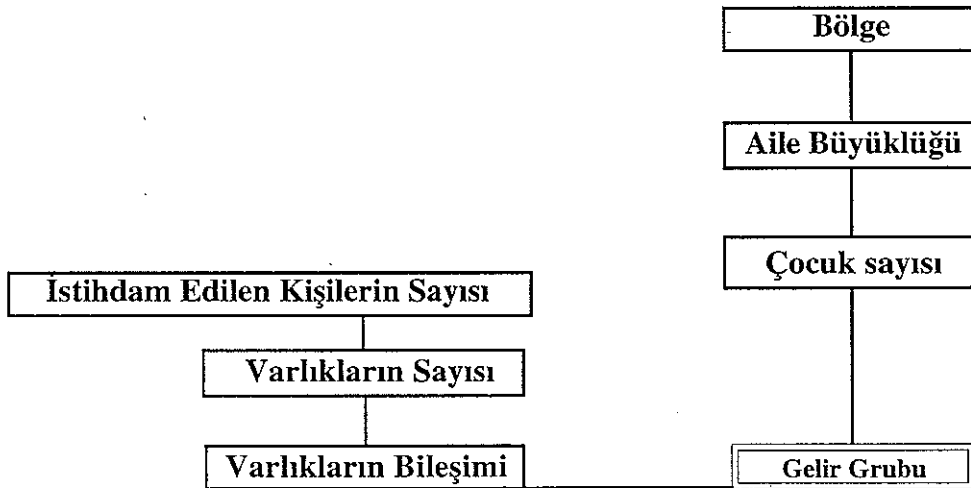 Bölge
Aile Büyüklüğü
Çocuk sayısı
İstihdam Edilen Kişilerin Sayısı
Varlıkların Sayısı
Varlıkların Bileşimi
Gelir Grubu